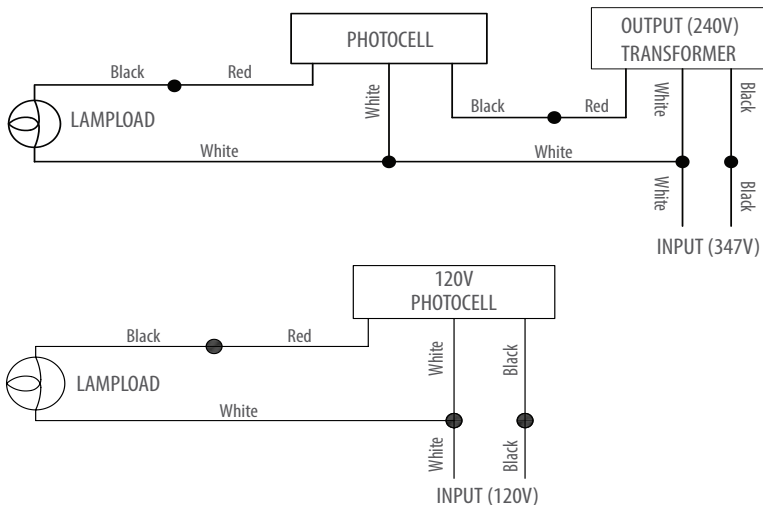 PHOTOCELL
OUTPUT (240V)
TRANSFORMER
Black
Red
White
Black
Red
White
Black
LAMPLOAD
White
White
White
Black
INPUT (347V)
120V
PHOTOCELL
Black
Red
White
Black
LAMPLOAD
White
White
Black
INPUT (120V)